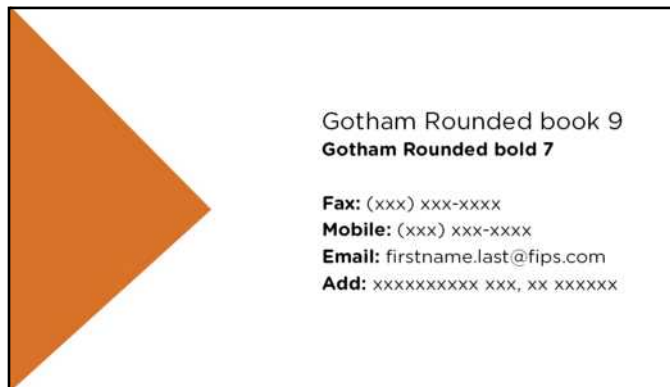 Gotham Rounded book 9
Gotham Rounded bold 7
Fax: (xxx) xxx-xxxx
Mobile: (xxx) xxx-xxxx
Email: firstname.last@fips.com
Add: xxxxxxxxxx xxx, xx xxxxxx